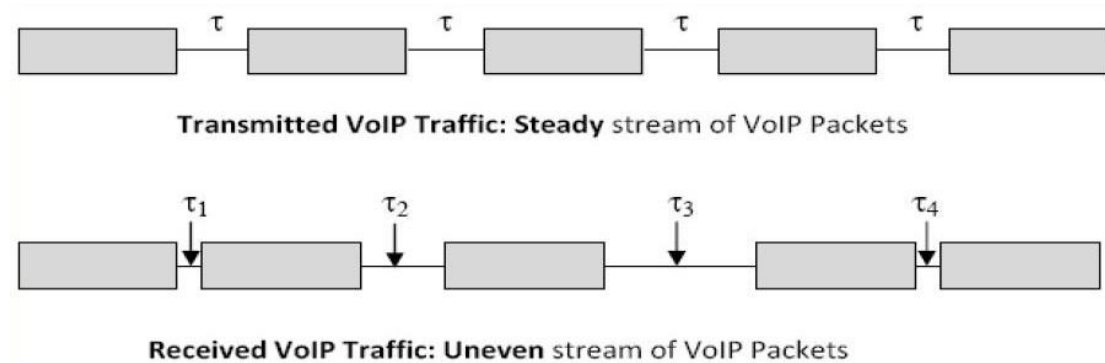 τ τ τ τ
Transmitted VoIP Traffic: Steady stream of VoIP Packets
τ1 τ2 τ3 τ4
Received VoIP Traffic: Uneven stream of VoIP Packets